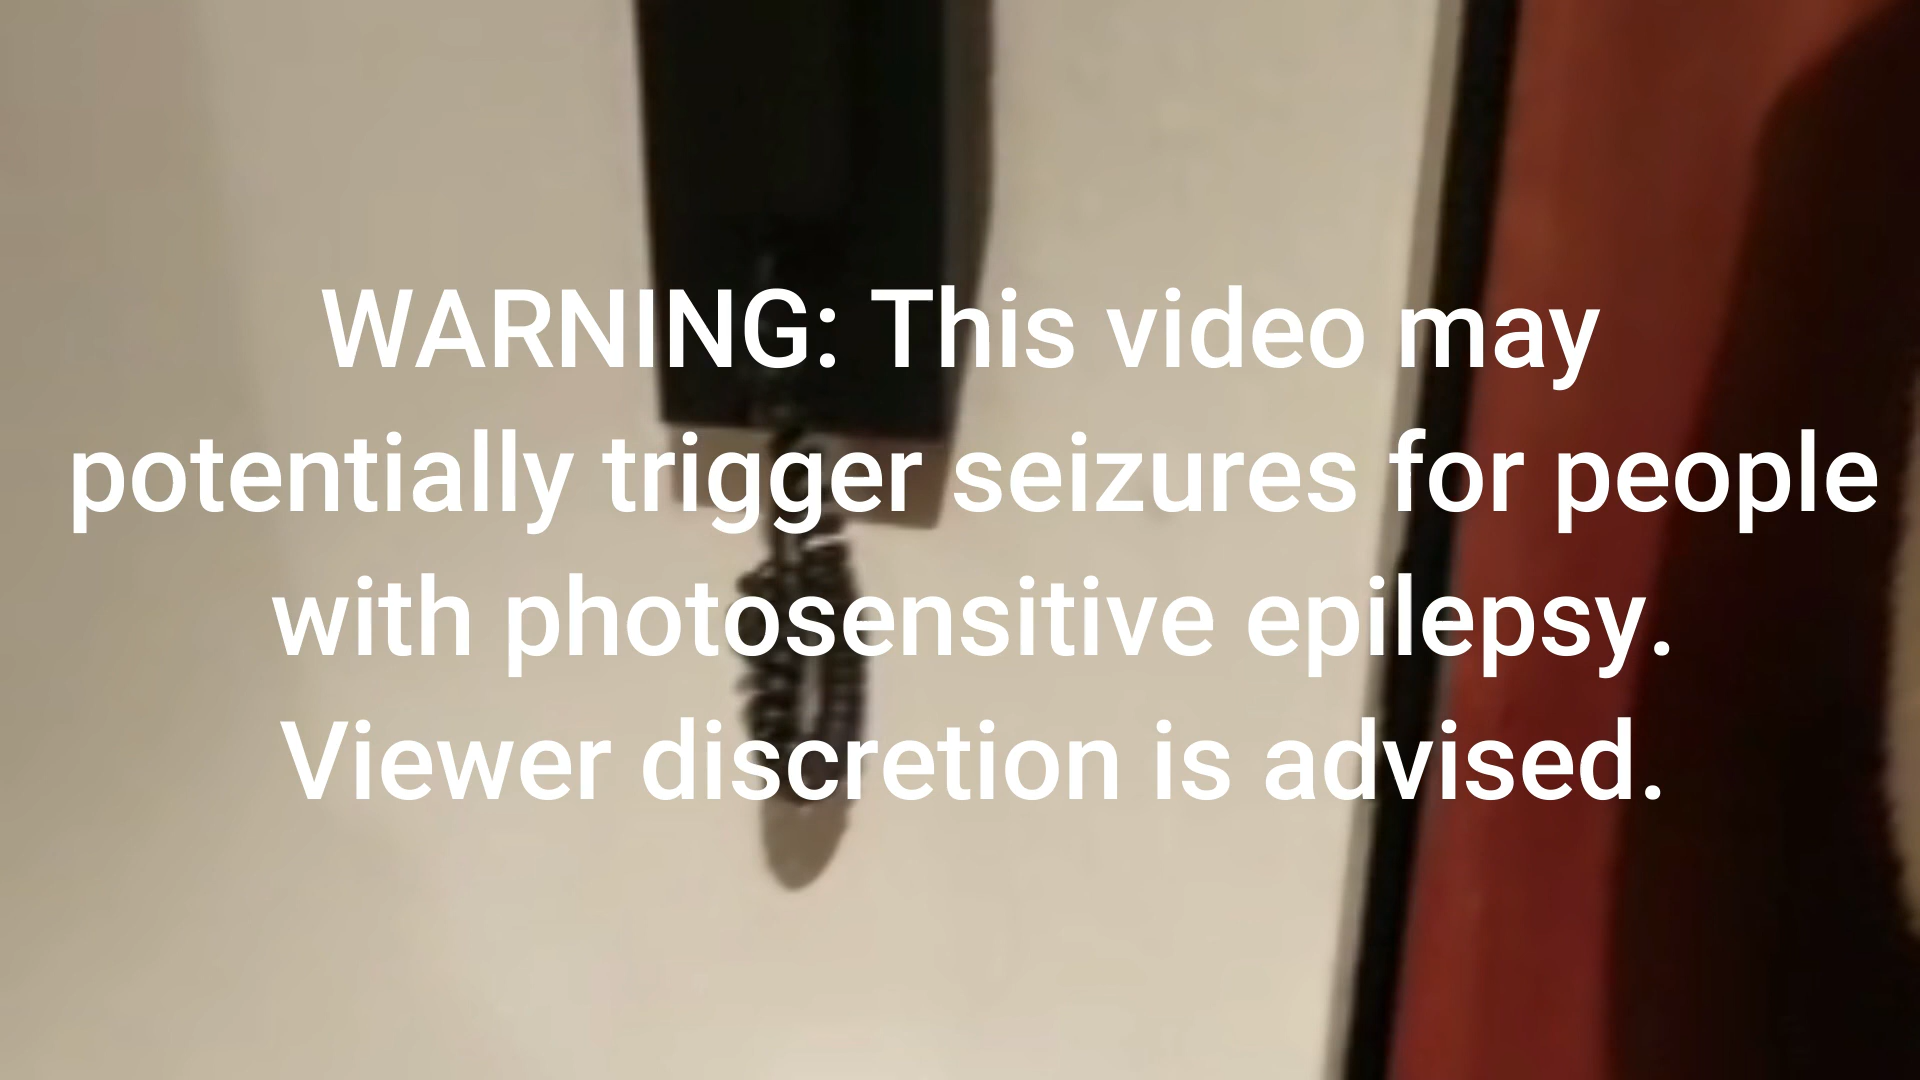 WARNING: This video may
potentially trigger seizures for people
with photosensitive epilepsy.
Viewer discretion is advised.